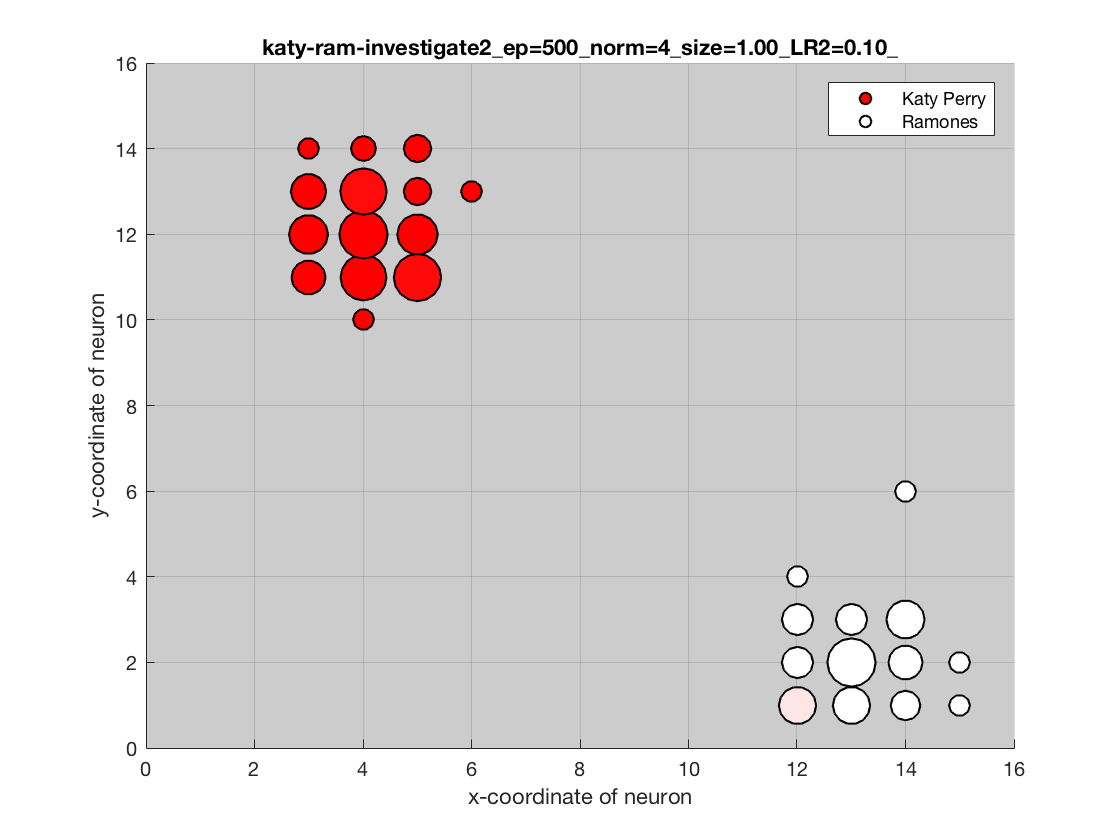 katy-ram-investigate2_ep=500_norm=4_size=1.00_LR2=0.10_
Katy Perry
Ramones
y-coordinate of neuron
16
14
12
10
8
6
4
2
0
0 2 4 6 8 10 12 14 16
x-coordinate of neuron